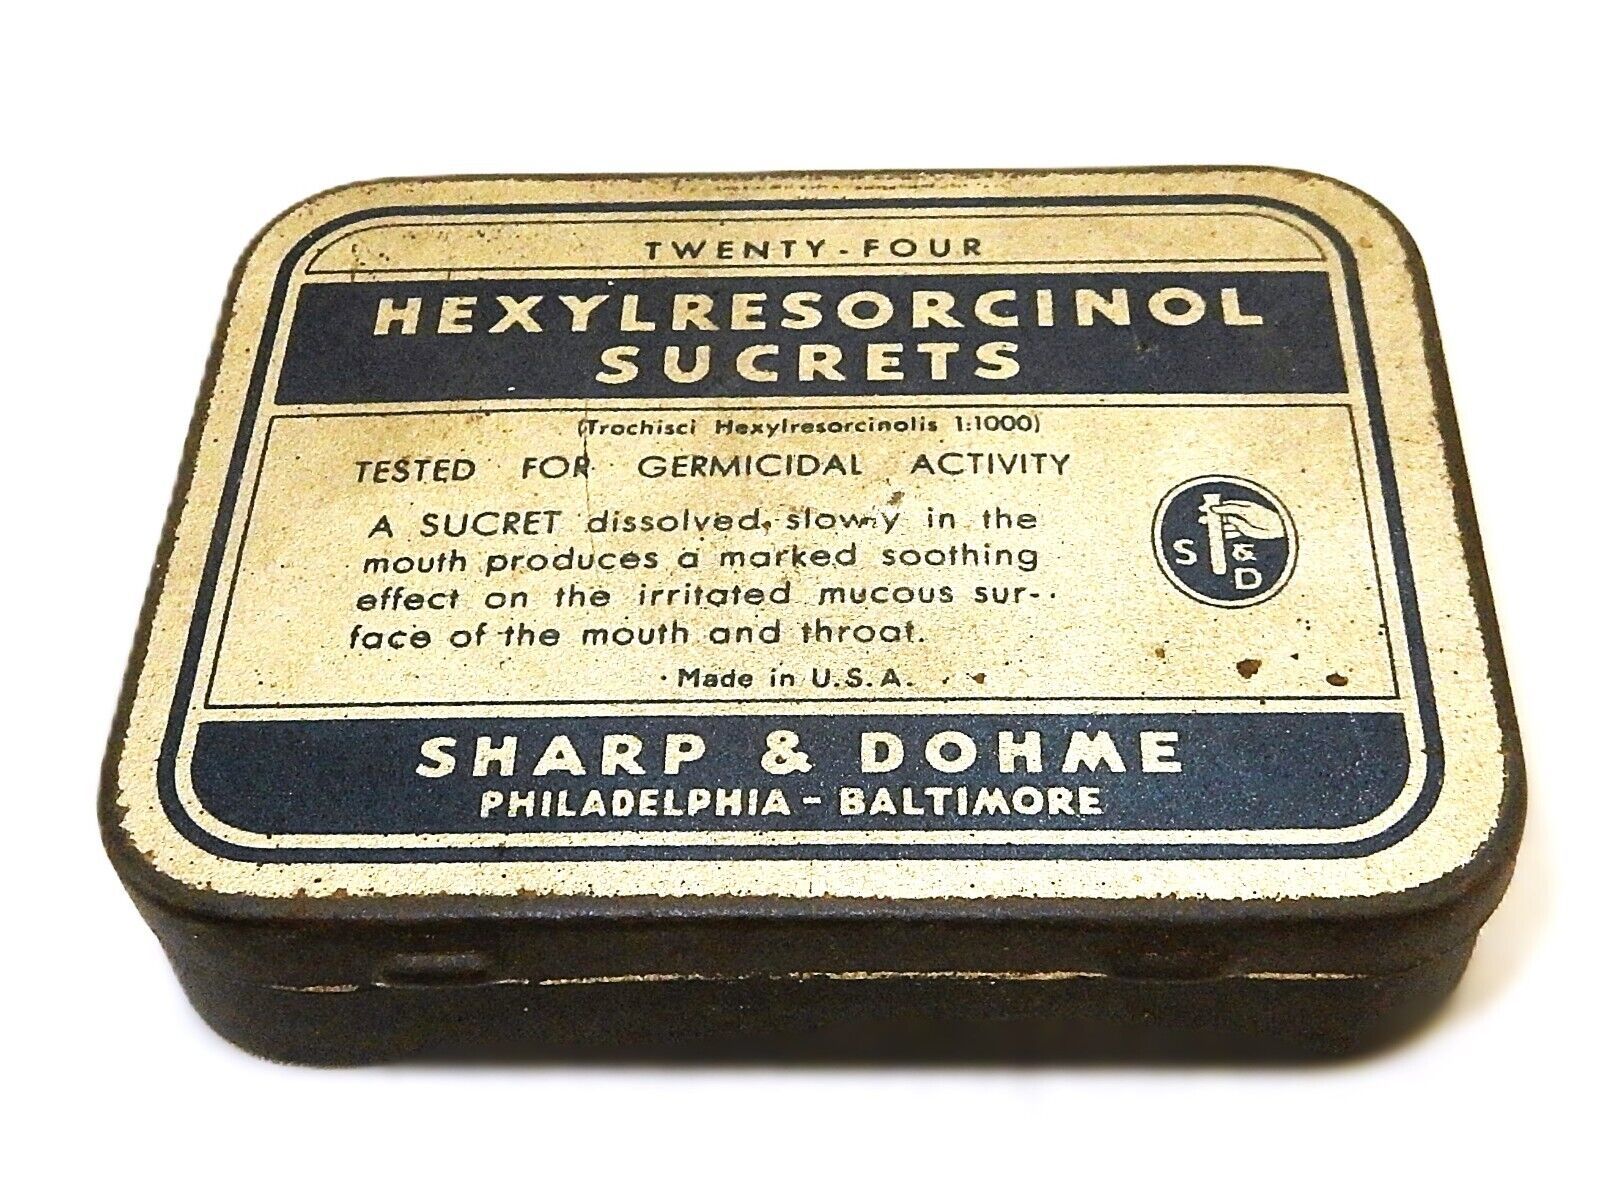 TWENTY-FOUR
HEXYLRESORCINOL
SUCRETS
(Trochisci Hexylresorcinolis 1:1000)
TESTED FOR GERMICIDAL ACTIVITY
A SUCRET dissolved slowly in the
mouth produces a marked soothing
effect on the irritated mucous sur-
face of the mouth and throat.
S & D
Made in U.S.A.
SHARP & DOHME
PHILADELPHIA - BALTIMORE